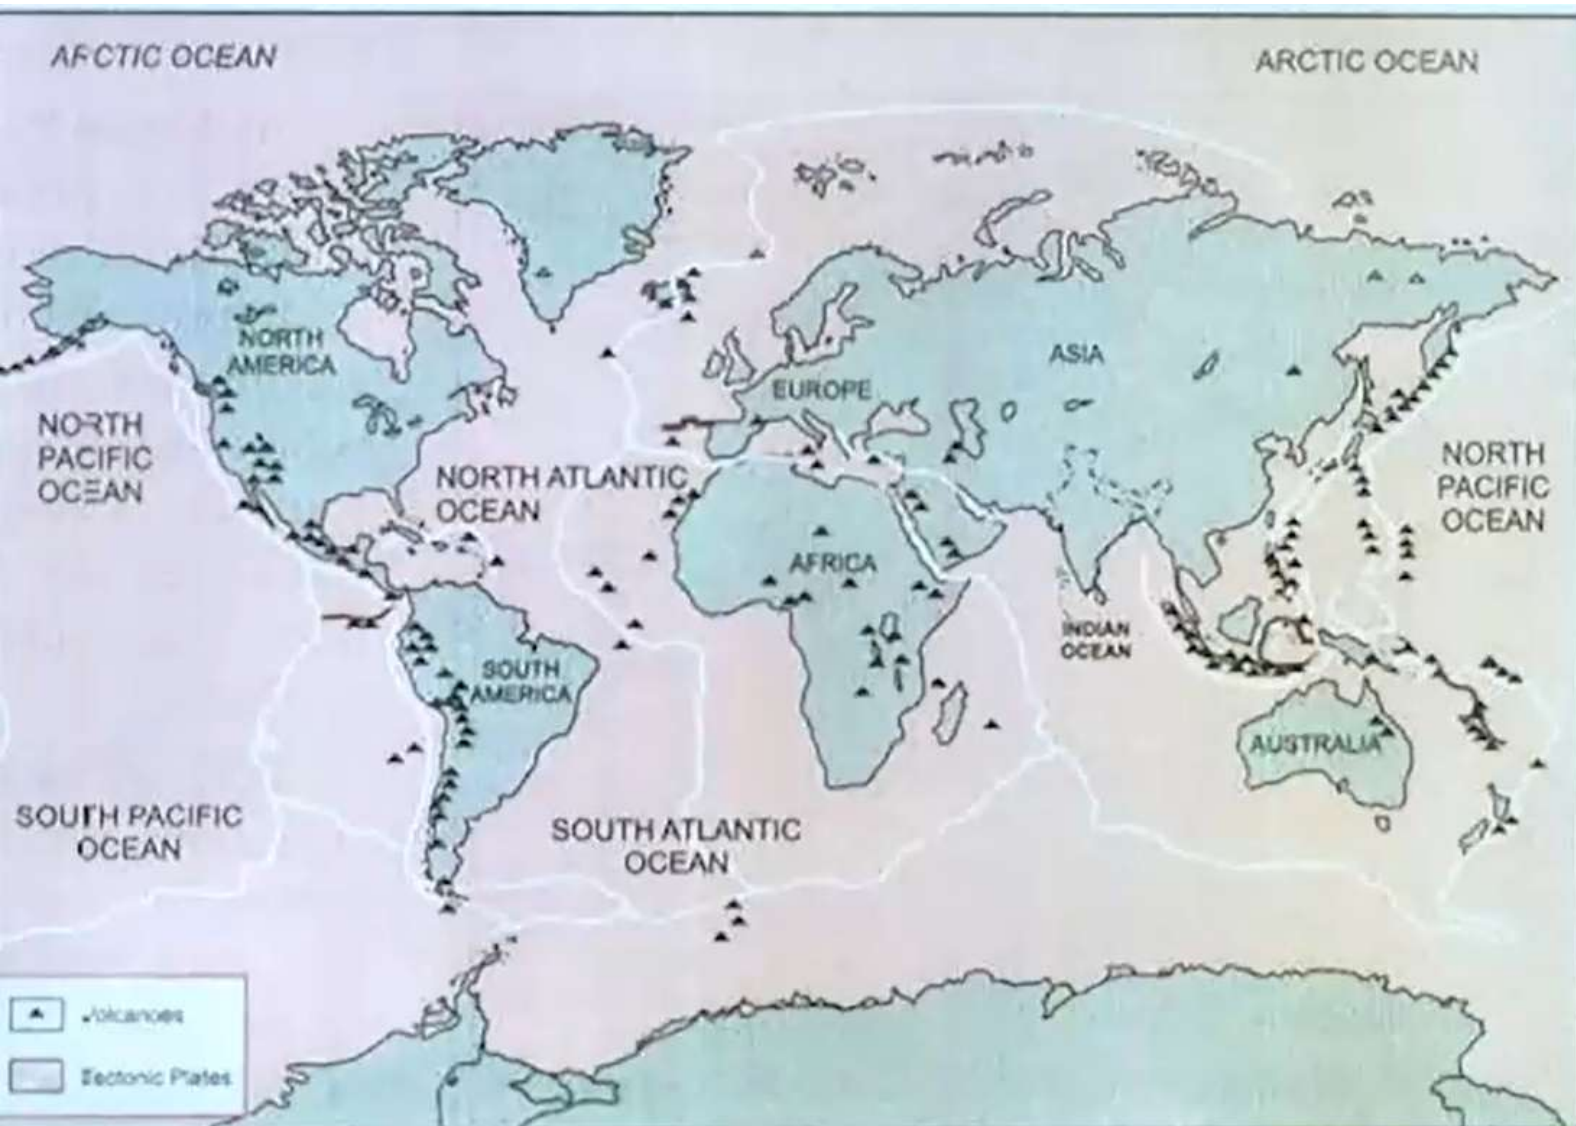 ARCTIC OCEAN
ARCTIC OCEAN
NORTH
AMERICA
ASIA
EUROPE
NORTH
PACIFIC
OCEAN
NORTH ATLANTIC
OCEAN
NORTH
PACIFIC
OCEAN
AFRICA
INDIAN
OCEAN
SOUTH
AMERICA
AUSTRALIA
SOUTH PACIFIC
OCEAN
SOUTH ATLANTIC
OCEAN
Volcanoes
Tectonic Plates